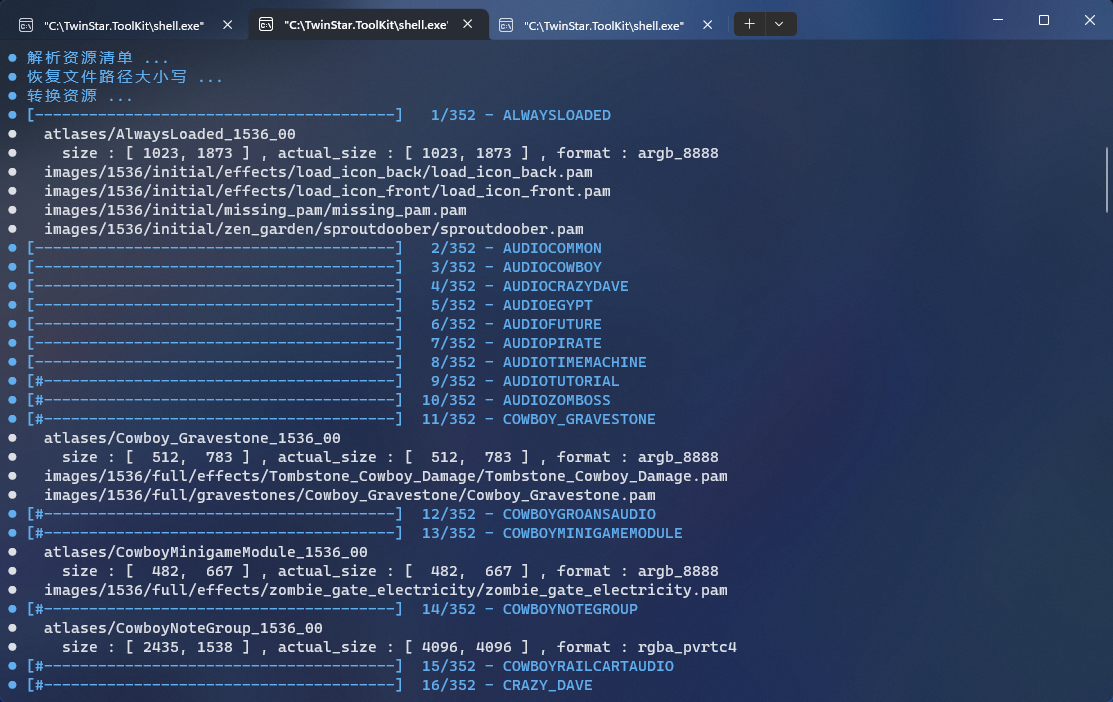 "C:\TwinStar.ToolKit\shell.exe" "C:\TwinStar.ToolKit\shell.exe" "C:\TwinStar.ToolKit\shell.exe"
● 解析资源清单 ...
● 恢复文件路径大小写 ...
● 转换资源 ...
● [----------------------------------------]   1/352 - ALWAYSLOADED
●   atlases/AlwaysLoaded_1536_00
●     size : [ 1023, 1873 ] , actual_size : [ 1023, 1873 ] , format : argb_8888
●   images/1536/initial/effects/load_icon_back/load_icon_back.pam
●   images/1536/initial/effects/load_icon_front/load_icon_front.pam
●   images/1536/initial/missing_pam/missing_pam.pam
●   images/1536/initial/zen_garden/sproutdoober/sproutdoober.pam
● [----------------------------------------]   2/352 - AUDIOCOMMON
● [----------------------------------------]   3/352 - AUDIOCOWBOY
● [----------------------------------------]   4/352 - AUDIOCRAZYDAVE
● [----------------------------------------]   5/352 - AUDIOEGYPT
● [----------------------------------------]   6/352 - AUDIOFUTURE
● [----------------------------------------]   7/352 - AUDIOPIRATE
● [----------------------------------------]   8/352 - AUDIOTIMEMACHINE
● [#---------------------------------------]   9/352 - AUDIOTUTORIAL
● [#---------------------------------------]  10/352 - AUDIOZOMBOSS
● [#---------------------------------------]  11/352 - COWBOY_GRAVESTONE
●   atlases/Cowboy_Gravestone_1536_00
●     size : [  512,  783 ] , actual_size : [  512,  783 ] , format : argb_8888
●   images/1536/full/effects/Tombstone_Cowboy_Damage/Tombstone_Cowboy_Damage.pam
●   images/1536/full/gravestones/Cowboy_Gravestone/Cowboy_Gravestone.pam
● [#---------------------------------------]  12/352 - COWBOYGROANSAUDIO
● [#---------------------------------------]  13/352 - COWBOYMINIGAMEMODULE
●   atlases/CowboyMinigameModule_1536_00
●     size : [  482,  667 ] , actual_size : [  482,  667 ] , format : argb_8888
●   images/1536/full/effects/zombie_gate_electricity/zombie_gate_electricity.pam
● [#---------------------------------------]  14/352 - COWBOYNOTEGROUP
●   atlases/CowboyNoteGroup_1536_00
●     size : [ 2435, 1538 ] , actual_size : [ 4096, 4096 ] , format : rgba_pvrtc4
● [#---------------------------------------]  15/352 - COWBOYRAILCARTAUDIO
● [#---------------------------------------]  16/352 - CRAZY_DAVE